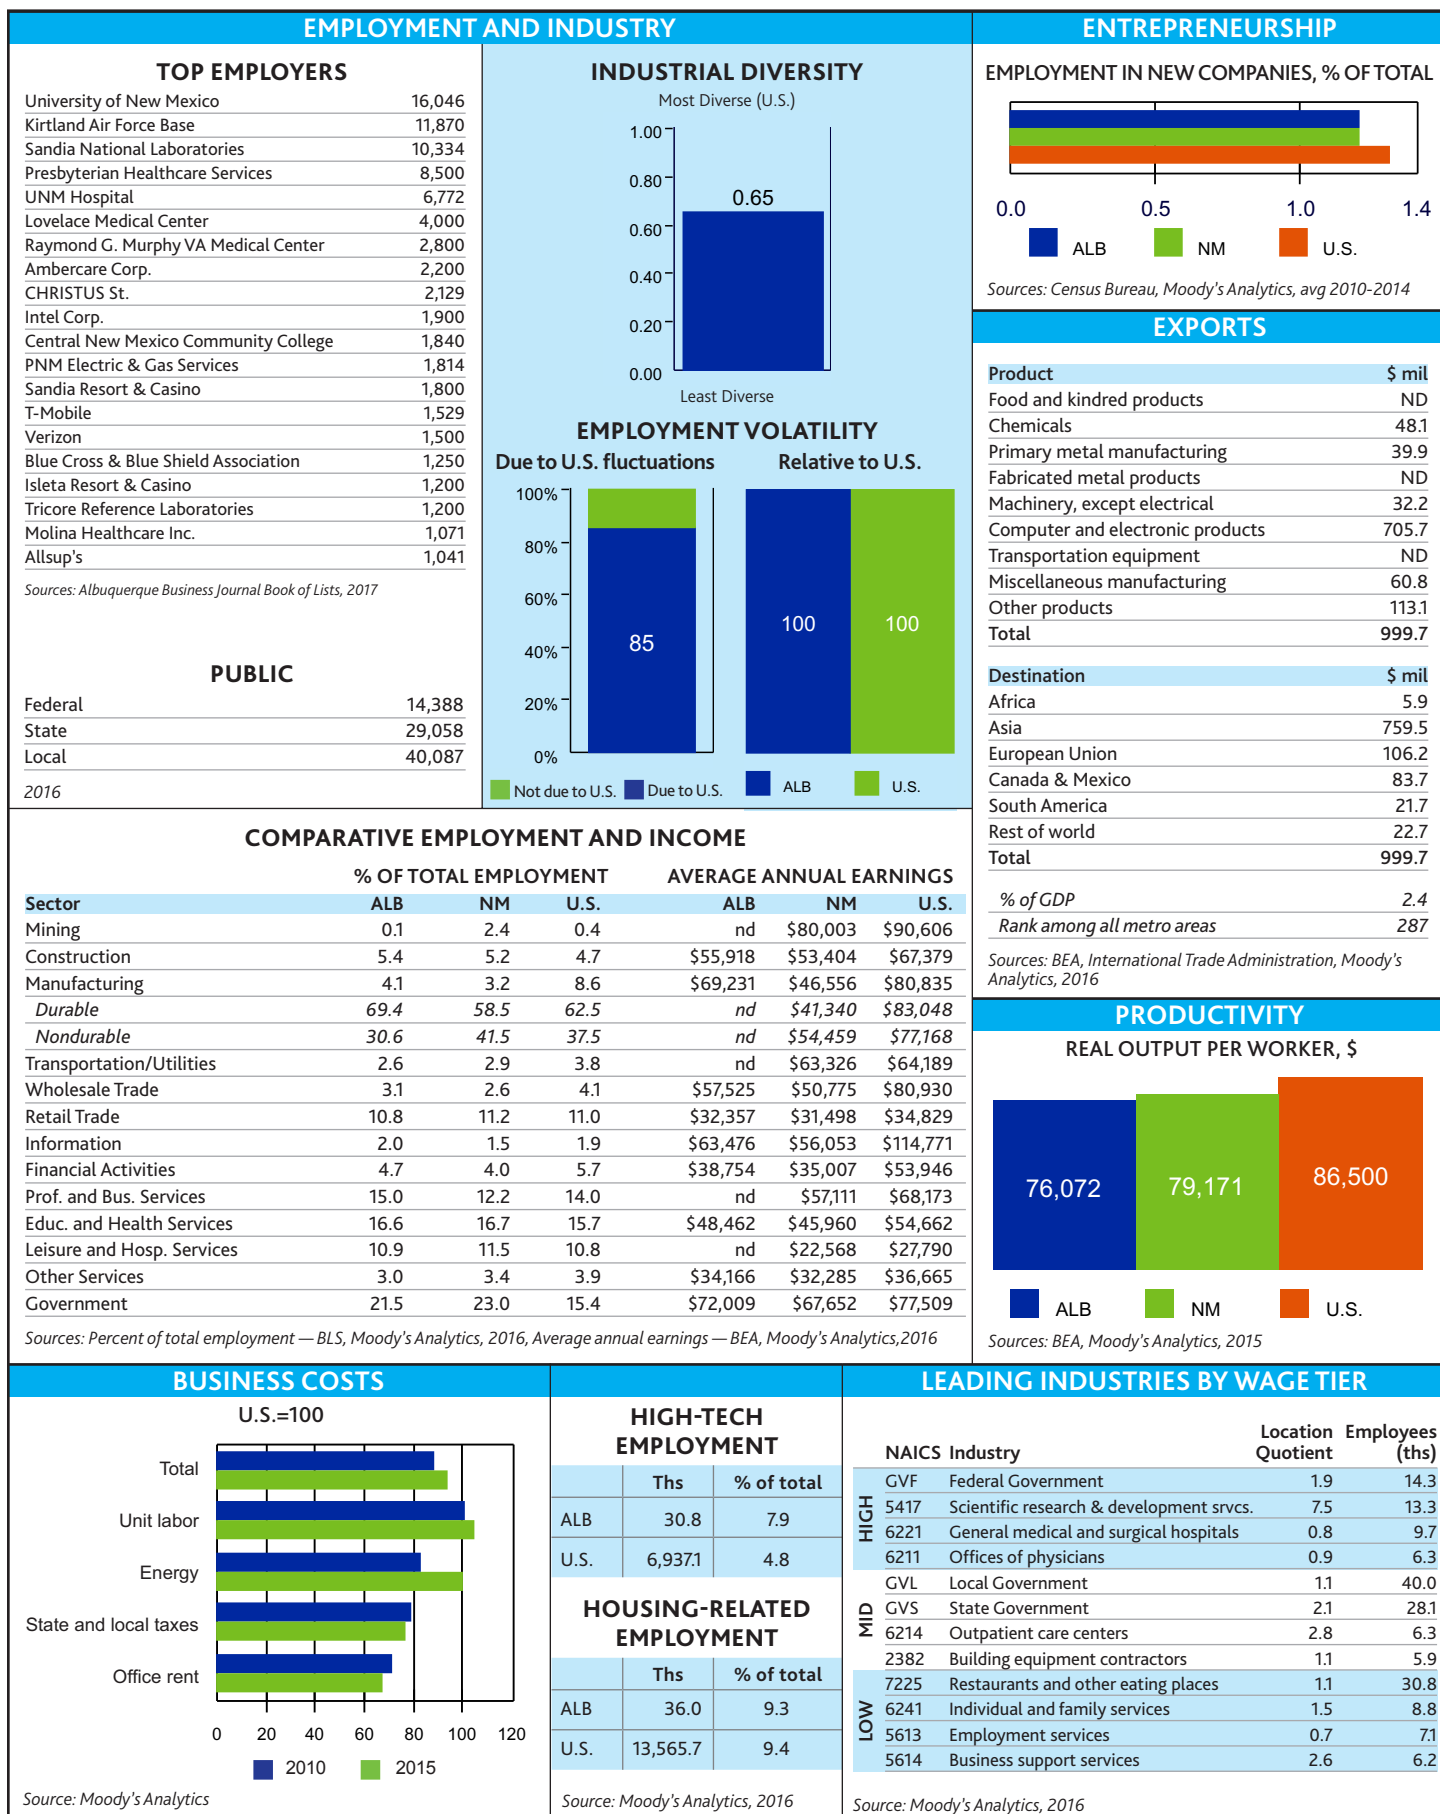 EMPLOYMENT AND INDUSTRY
TOP EMPLOYERS
University of New Mexico 16,046
Kirtland Air Force Base 11,870
Sandia National Laboratories 10,334
Presbyterian Healthcare Services 8,500
UNM Hospital 6,772
Lovelace Medical Center 4,000
Raymond G. Murphy VA Medical Center 2,800
Ambercare Corp. 2,200
CHRISTUS St. 2,129
Intel Corp. 1,900
Central New Mexico Community College 1,840
PNM Electric & Gas Services 1,814
Sandia Resort & Casino 1,800
T-Mobile 1,529
Verizon 1,500
Blue Cross & Blue Shield Association 1,250
Isleta Resort & Casino 1,200
Tricore Reference Laboratories 1,200
Molina Healthcare Inc. 1,071
Allsup's 1,041
Sources: Albuquerque Business Journal Book of Lists, 2017
PUBLIC
Federal 14,388
State 29,058
Local 40,087
2016
INDUSTRIAL DIVERSITY
Most Diverse (U.S.)
1.00
0.80
0.60
0.40
0.20
0.00
0.65
Least Diverse
EMPLOYMENT VOLATILITY
Due to U.S. fluctuations Relative to U.S.
100%
80%
60%
40%
20%
0%
85
100 100
Not due to U.S. Due to U.S. ALB U.S.
ENTREPRENEURSHIP
EMPLOYMENT IN NEW COMPANIES, % OF TOTAL
0.0 0.5 1.0 1.4
ALB NM U.S.
Sources: Census Bureau, Moody's Analytics, avg 2010-2014
EXPORTS
Product $ mil
Food and kindred products ND
Chemicals 48.1
Primary metal manufacturing 39.9
Fabricated metal products ND
Machinery, except electrical 32.2
Computer and electronic products 705.7
Transportation equipment ND
Miscellaneous manufacturing 60.8
Other products 113.1
Total 999.7
Destination $ mil
Africa 5.9
Asia 759.5
European Union 106.2
Canada & Mexico 83.7
South America 21.7
Rest of world 22.7
Total 999.7
% of GDP 2.4
Rank among all metro areas 287
Sources: BEA, International Trade Administration, Moody's
Analytics, 2016
COMPARATIVE EMPLOYMENT AND INCOME
% OF TOTAL EMPLOYMENT AVERAGE ANNUAL EARNINGS
Sector ALB NM U.S. ALB NM U.S.
Mining 0.1 2.4 0.4 nd $80,003 $90,606
Construction 5.4 5.2 4.7 $55,918 $53,404 $67,379
Manufacturing 4.1 3.2 8.6 $69,231 $46,556 $80,835
Durable 69.4 58.5 62.5 nd $41,340 $83,048
Nondurable 30.6 41.5 37.5 nd $54,459 $77,168
Transportation/Utilities 2.6 2.9 3.8 nd $63,326 $64,189
Wholesale Trade 3.1 2.6 4.1 $57,525 $50,775 $80,930
Retail Trade 10.8 11.2 11.0 $32,357 $31,498 $34,829
Information 2.0 1.5 1.9 $63,476 $56,053 $114,771
Financial Activities 4.7 4.0 5.7 $38,754 $35,007 $53,946
Prof. and Bus. Services 15.0 12.2 14.0 nd $57,111 $68,173
Educ. and Health Services 16.6 16.7 15.7 $48,462 $45,960 $54,662
Leisure and Hosp. Services 10.9 11.5 10.8 nd $22,568 $27,790
Other Services 3.0 3.4 3.9 $34,166 $32,285 $36,665
Government 21.5 23.0 15.4 $72,009 $67,652 $77,509
Sources: Percent of total employment — BLS, Moody's Analytics, 2016, Average annual earnings — BEA, Moody's Analytics,2016
PRODUCTIVITY
REAL OUTPUT PER WORKER, $
76,072 79,171 86,500
ALB NM U.S.
Sources: BEA, Moody's Analytics, 2015
BUSINESS COSTS
U.S.=100
Total
Unit labor
Energy
State and local taxes
Office rent
0 20 40 60 80 100 120
2010 2015
Source: Moody's Analytics
HIGH-TECH
EMPLOYMENT
Ths % of total
ALB 30.8 7.9
U.S. 6,937.1 4.8
HOUSING-RELATED
EMPLOYMENT
Ths % of total
ALB 36.0 9.3
U.S. 13,565.7 9.4
Source: Moody's Analytics, 2016
LEADING INDUSTRIES BY WAGE TIER
Location Employees
NAICS Industry Quotient (ths)
HIGH
GVF Federal Government 1.9 14.3
5417 Scientific research & development srvcs. 7.5 13.3
6221 General medical and surgical hospitals 0.8 9.7
6211 Offices of physicians 0.9 6.3
MID
GVL Local Government 1.1 40.0
GVS State Government 2.1 28.1
6214 Outpatient care centers 2.8 6.3
2382 Building equipment contractors 1.1 5.9
LOW
7225 Restaurants and other eating places 1.1 30.8
6241 Individual and family services 1.5 8.8
5613 Employment services 0.7 7.1
5614 Business support services 2.6 6.2
Source: Moody's Analytics, 2016